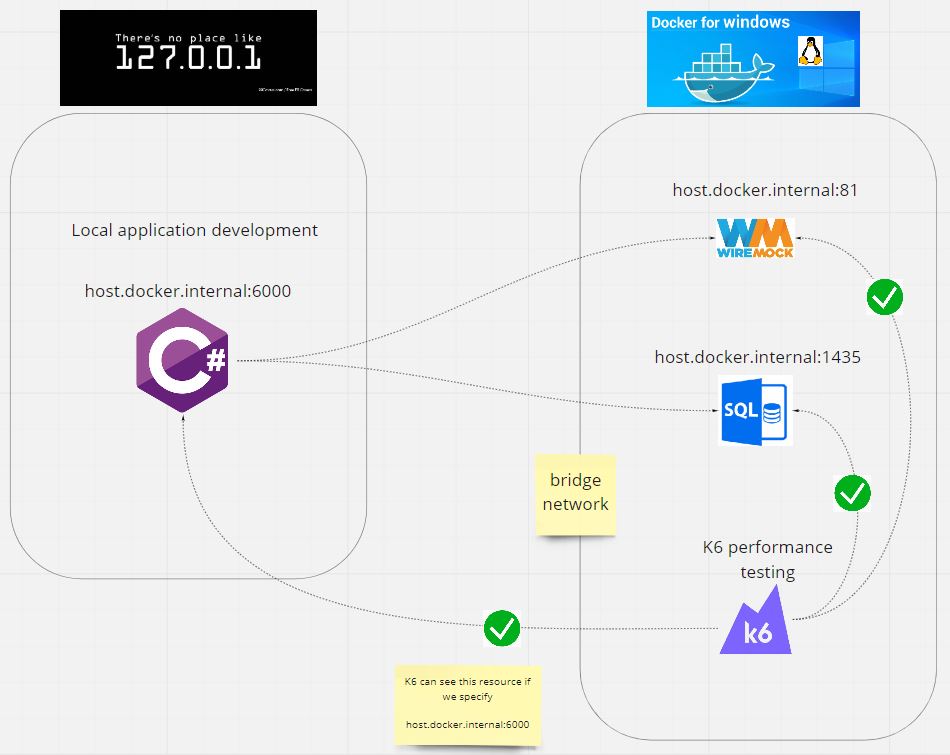 There's no place like
127.0.0.1
Docker for windows
host.docker.internal:81
WM
WIREMOCK
Local application development
host.docker.internal:6000
C#
host.docker.internal:1435
SQL
bridge
network
K6 performance
testing
k6
K6 can see this resource if
we specify
host.docker.internal:6000